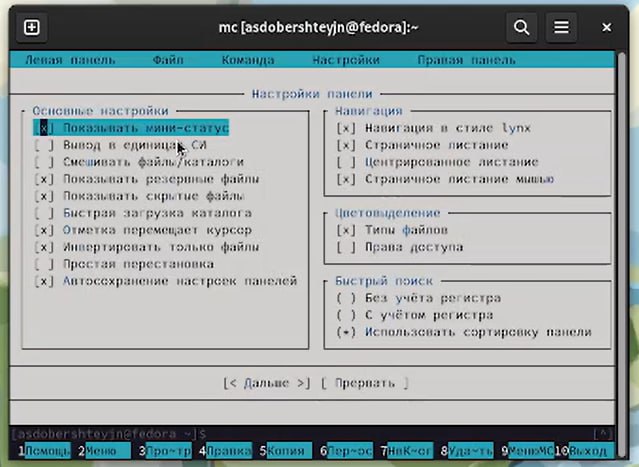 mc [asdobershteyjn@fedora]:~
Левая панель Файл Команда Настройки Правая панель
Настройки панели
Основные настройки
[x] Показывать мини-статус
[ ] Вывод в единицах СИ
[ ] Смешивать файлы/каталоги
[x] Показывать резервные файлы
[x] Показывать скрытые файлы
[ ] Быстрая загрузка каталога
[x] Отметка перемещает курсор
[x] Инвертировать только файлы
[ ] Простая перестановка
[x] Автосохранение настроек панелей
Навигация
[x] Навигация в стиле lynx
[x] Страничное листание
[ ] Центрированное листание
[x] Страничное листание мышью
Цветовыделение
[x] Типы файлов
[ ] Права доступа
Быстрый поиск
( ) Без учёта регистра
( ) С учётом регистра
(*) Использовать сортировку панели
[< Дальше >] [ Прервать ]
[asdobershteyjn@fedora ~]$ [^]
1Помощь 2Меню 3Про~тр 4Правка 5Копия 6Пер~ос 7НвК~ог 8Уда~ть 9МенюMC 10Выход